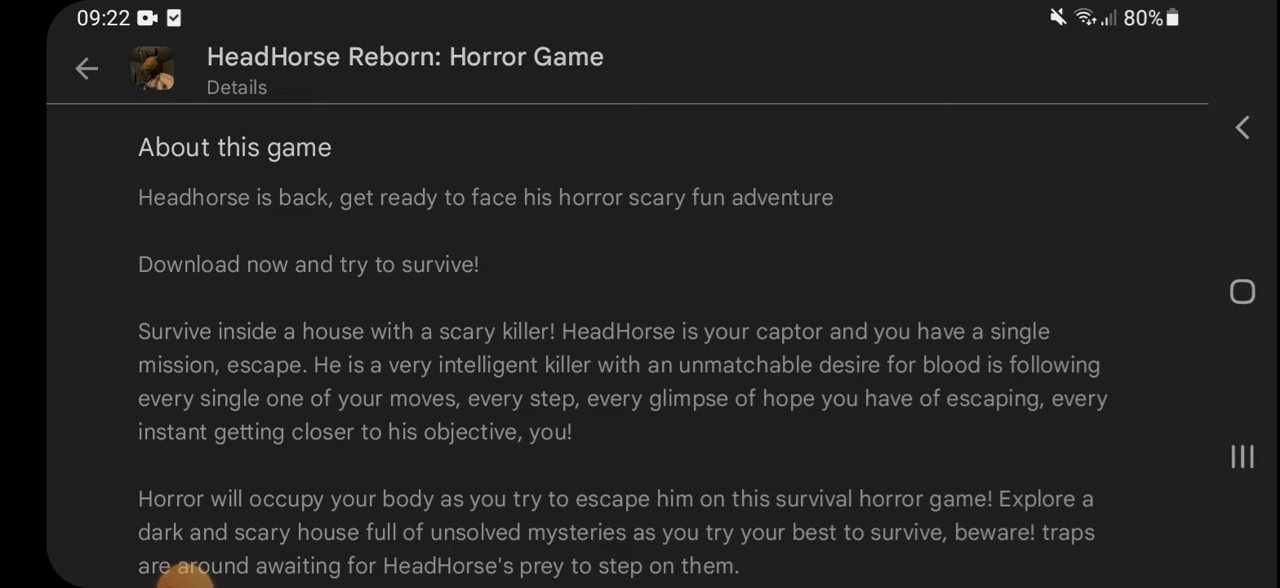 09:22
80%
HeadHorse Reborn: Horror Game
Details
About this game
Headhorse is back, get ready to face his horror scary fun adventure
Download now and try to survive!
Survive inside a house with a scary killer! HeadHorse is your captor and you have a single
mission, escape. He is a very intelligent killer with an unmatchable desire for blood is following
every single one of your moves, every step, every glimpse of hope you have of escaping, every
instant getting closer to his objective, you!
Horror will occupy your body as you try to escape him on this survival horror game! Explore a
dark and scary house full of unsolved mysteries as you try your best to survive, beware! traps
are around awaiting for HeadHorse's prey to step on them.